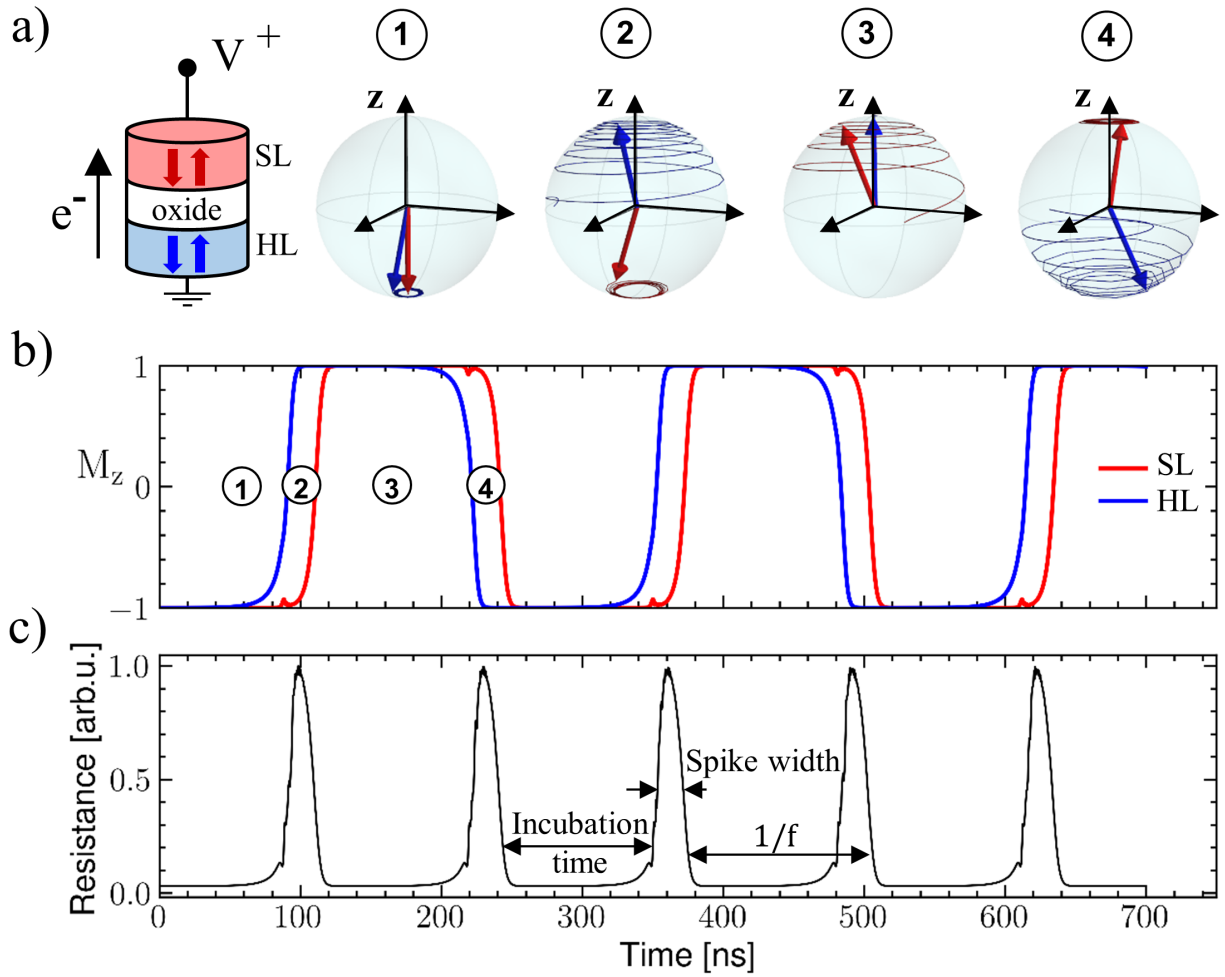 a)
V +
1
2
3
4
z
z
z
z
SL
oxide
HL
e-
b)
1
0
−1
Mz
1
2
3
4
SL
HL
c)
Resistance [arb.u.]
1.0
0.5
0.0
Spike width
Incubation
time
1/f
0 100 200 300 400 500 600 700
Time [ns]